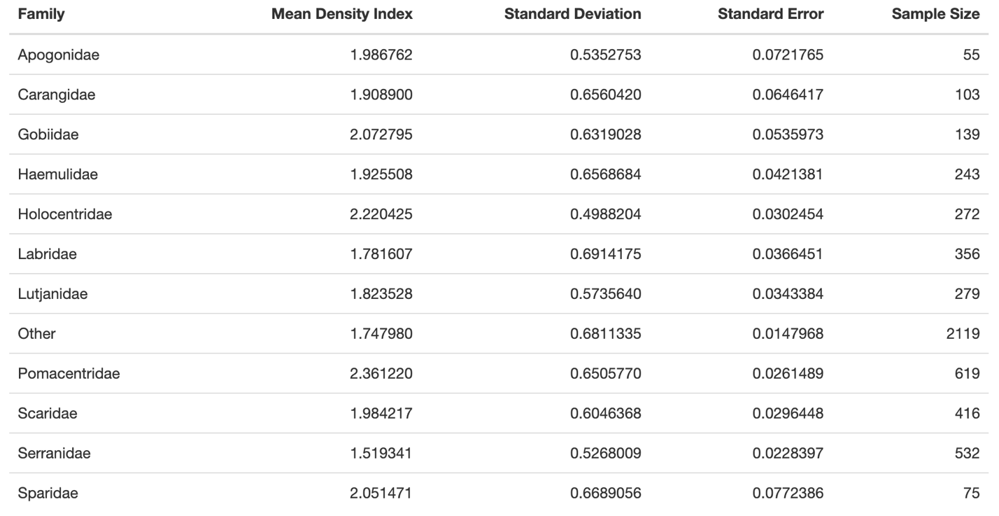 Family Mean Density Index Standard Deviation Standard Error Sample Size
Apogonidae 1.986762 0.5352753 0.0721765 55
Carangidae 1.908900 0.6560420 0.0646417 103
Gobiidae 2.072795 0.6319028 0.0535973 139
Haemulidae 1.925508 0.6568684 0.0421381 243
Holocentridae 2.220425 0.4988204 0.0302454 272
Labridae 1.781607 0.6914175 0.0366451 356
Lutjanidae 1.823528 0.5735640 0.0343384 279
Other 1.747980 0.6811335 0.0147968 2119
Pomacentridae 2.361220 0.6505770 0.0261489 619
Scaridae 1.984217 0.6046368 0.0296448 416
Serranidae 1.519341 0.5268009 0.0228397 532
Sparidae 2.051471 0.6689056 0.0772386 75